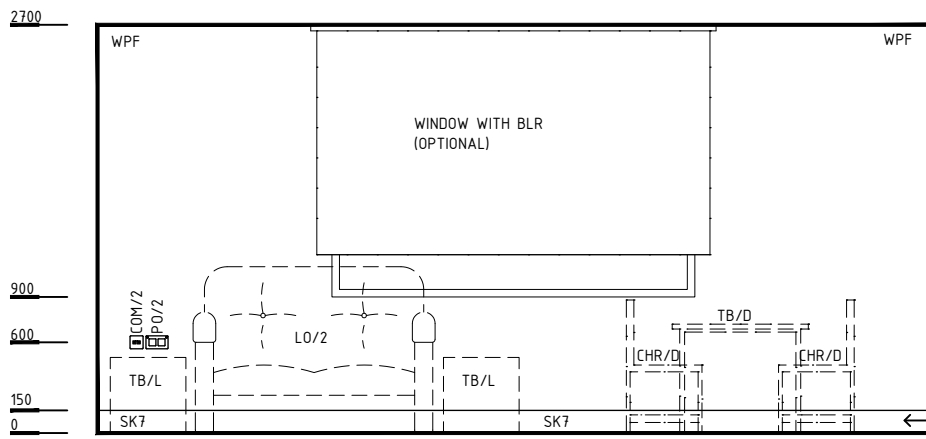 2700
WPF
WPF
WINDOW WITH BLR
(OPTIONAL)
900
COM/2
PO/2
TB/D
600
LO/2
CHR/D
CHR/D
TB/L
TB/L
150
SK7
SK7
0